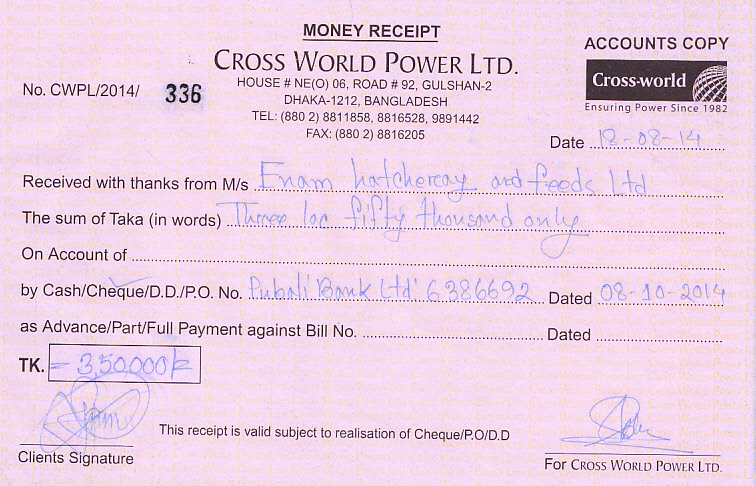 MONEY RECEIPT
ACCOUNTS COPY
CROSS WORLD POWER LTD.
Cross-world
Ensuring Power Since 1982
No. CWPL/2014/ 336
HOUSE # NE(O) 06, ROAD # 92, GULSHAN-2
DHAKA-1212, BANGLADESH
TEL: (880 2) 8811858, 8816528, 9891442
FAX: (880 2) 8816205
Date 18-08-14
Received with thanks from M/s Enam hatcheray and feeds Ltd
The sum of Taka (in words) Three lac fifty thousand only
On Account of
by Cash/Cheque/D.D./P.O. No. Pubali Bank Ltd' 6386692 Dated 08-10-2014
as Advance/Part/Full Payment against Bill No. Dated
TK. = 3,50,000/=
This receipt is valid subject to realisation of Cheque/P.O/D.D
Clients Signature
For CROSS WORLD POWER LTD.